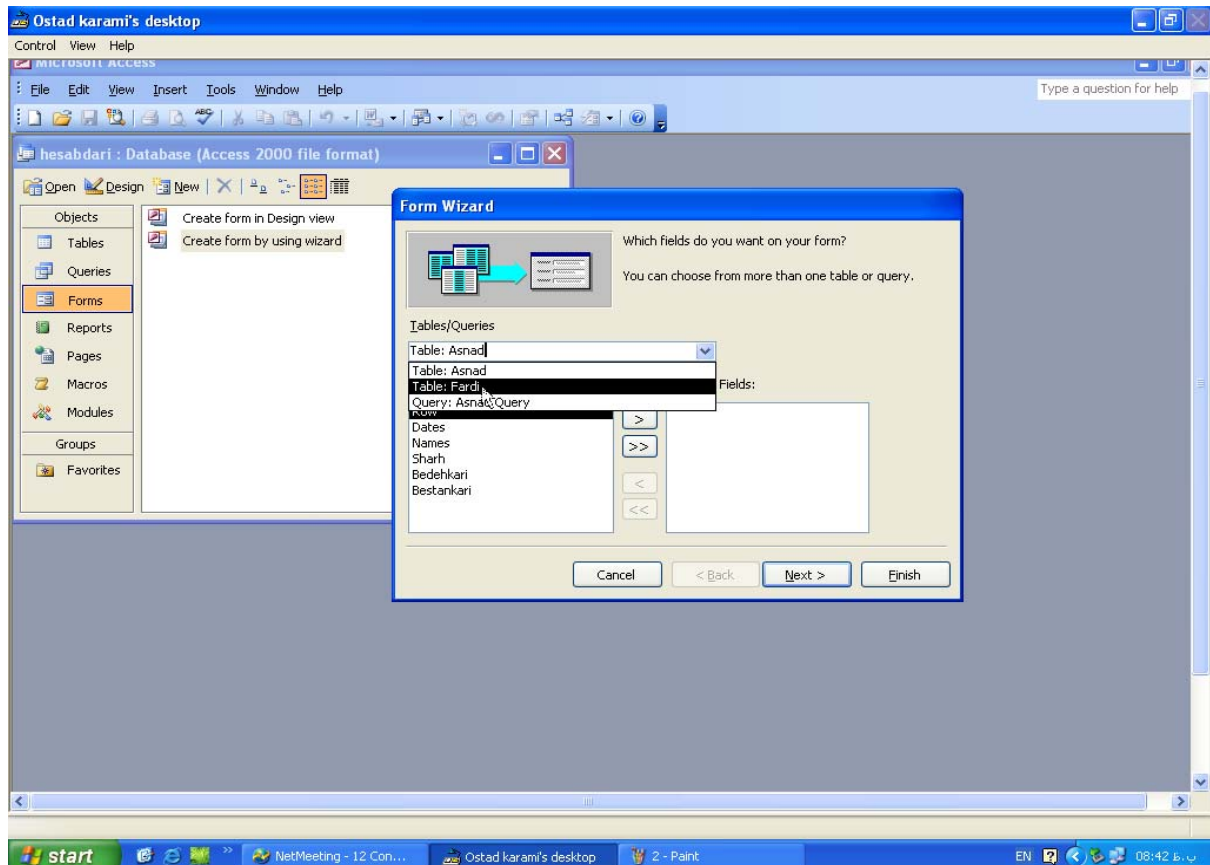 Ostad karami's desktop
Control View Help
Microsoft Access
File Edit View Insert Tools Window Help
Type a question for help
hesabdari : Database (Access 2000 file format)
Open Design New
Objects
Tables
Queries
Forms
Reports
Pages
Macros
Modules
Groups
Favorites
Create form in Design view
Create form by using wizard
Form Wizard
Which fields do you want on your form?
You can choose from more than one table or query.
Tables/Queries
Table: Asnad
Table: Asnad
Table: Fardi
Query: Asnad Query
Fields:
Row
Dates
Names
Sharh
Bedehkari
Bestankari
>
>>
<
<<
Cancel < Back Next > Finish
start NetMeeting - 12 Con... Ostad karami's desktop 2 - Paint EN 08:42 ق.ظ